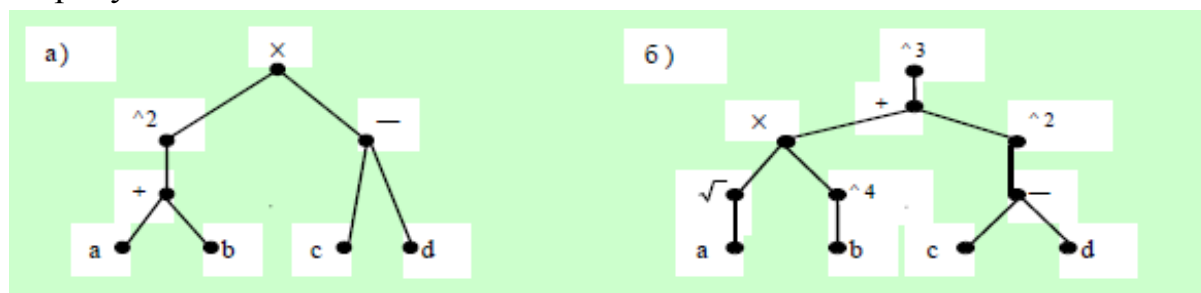 а)
×
^2
—
+
a
b
c
d
б)
^3
+
×
^2
√
^4
—
a
b
c
d